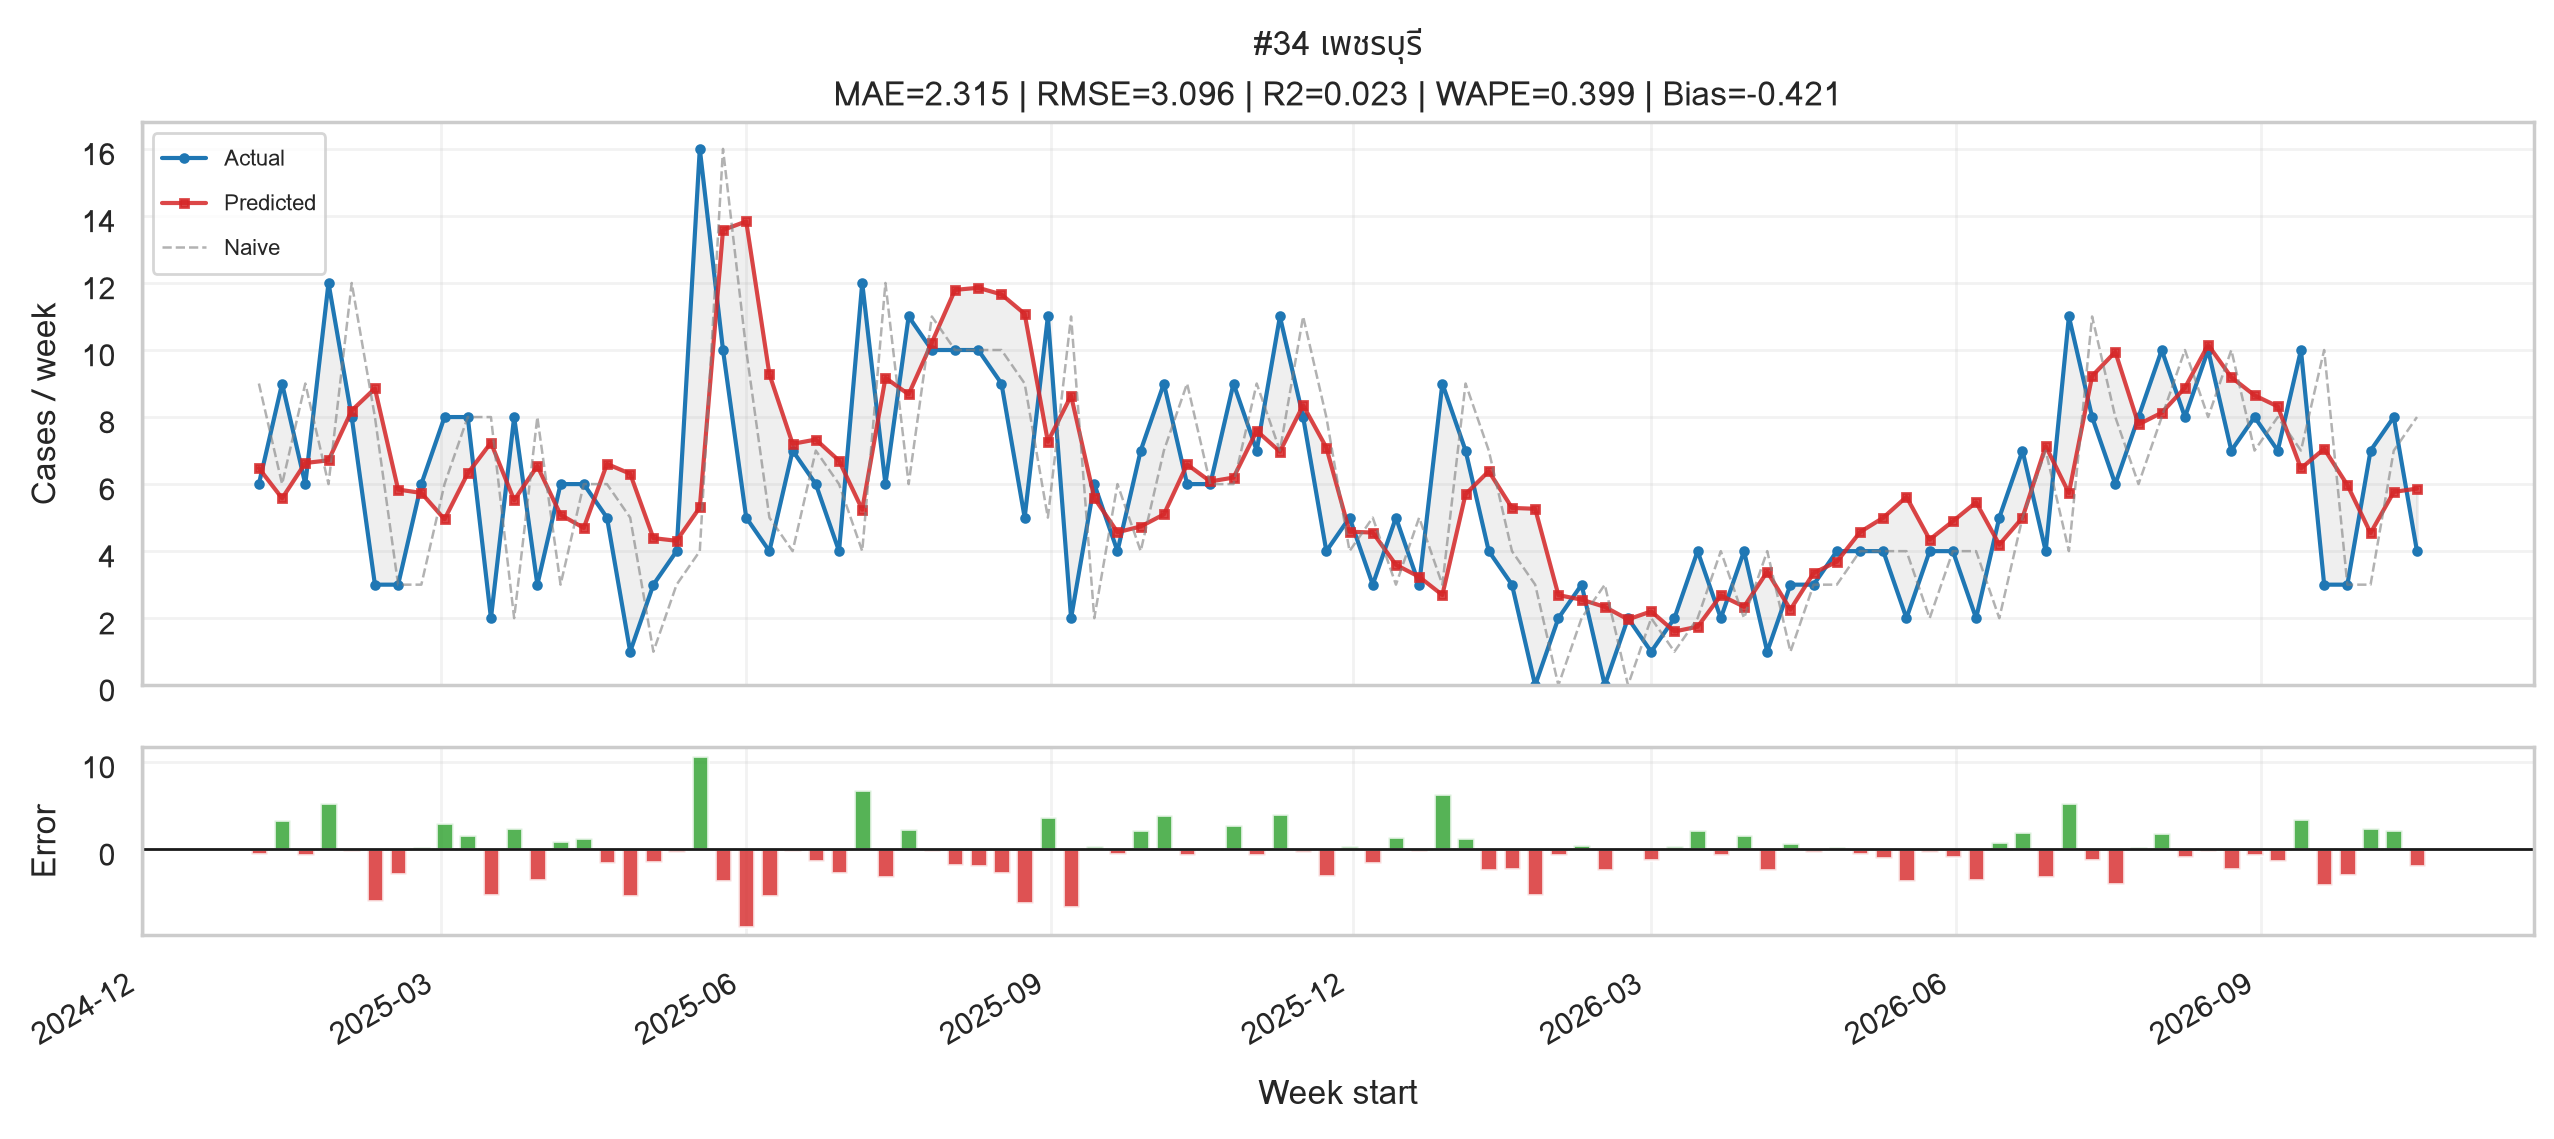 #34 เพชรบุรี
MAE=2.315 | RMSE=3.096 | R2=0.023 | WAPE=0.399 | Bias=-0.421
Actual
Predicted
Naive
Cases / week
16
14
12
10
8
6
4
2
0
Error
10
0
2024-12
2025-03
2025-06
2025-09
2025-12
2026-03
2026-06
2026-09
Week start